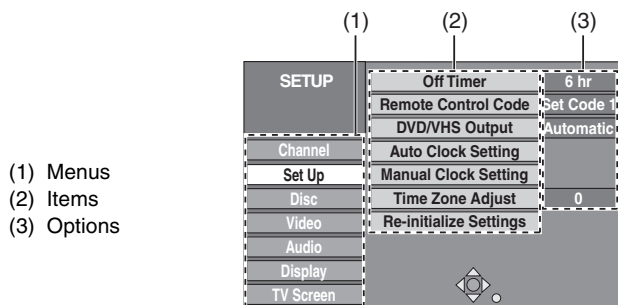 (1) (2) (3)
SETUP
Off Timer 6 hr
Remote Control Code Set Code 1
DVD/VHS Output Automatic
Channel Auto Clock Setting
Set Up Manual Clock Setting
Disc Time Zone Adjust 0
Video Re-initialize Settings
Audio
Display
TV Screen
(1) Menus
(2) Items
(3) Options